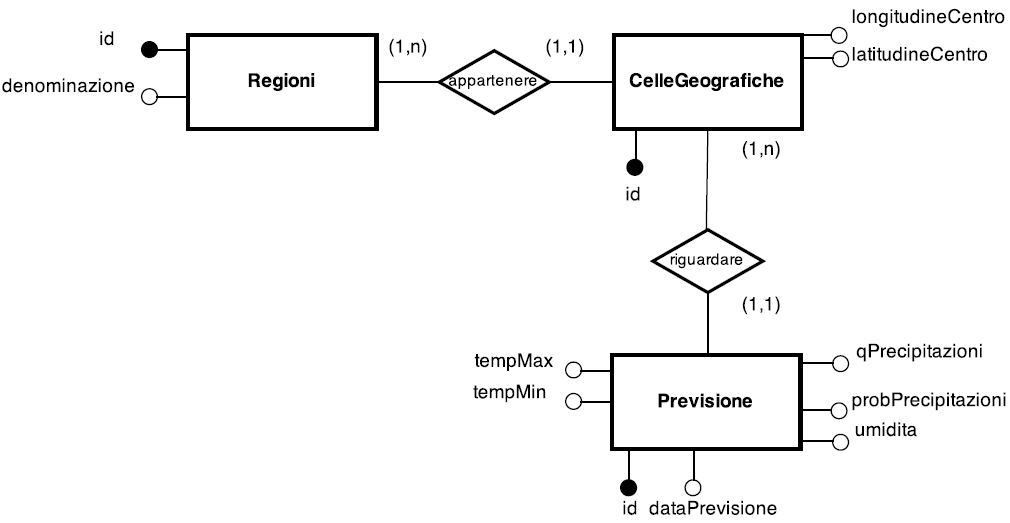 longitudineCentro
id
(1,n)
(1,1)
latitudineCentro
denominazione
Regioni
appartenere
CelleGeografiche
(1,n)
id
riguardare
(1,1)
tempMax
qPrecipitazioni
tempMin
Previsione
probPrecipitazioni
umidita
id
dataPrevisione